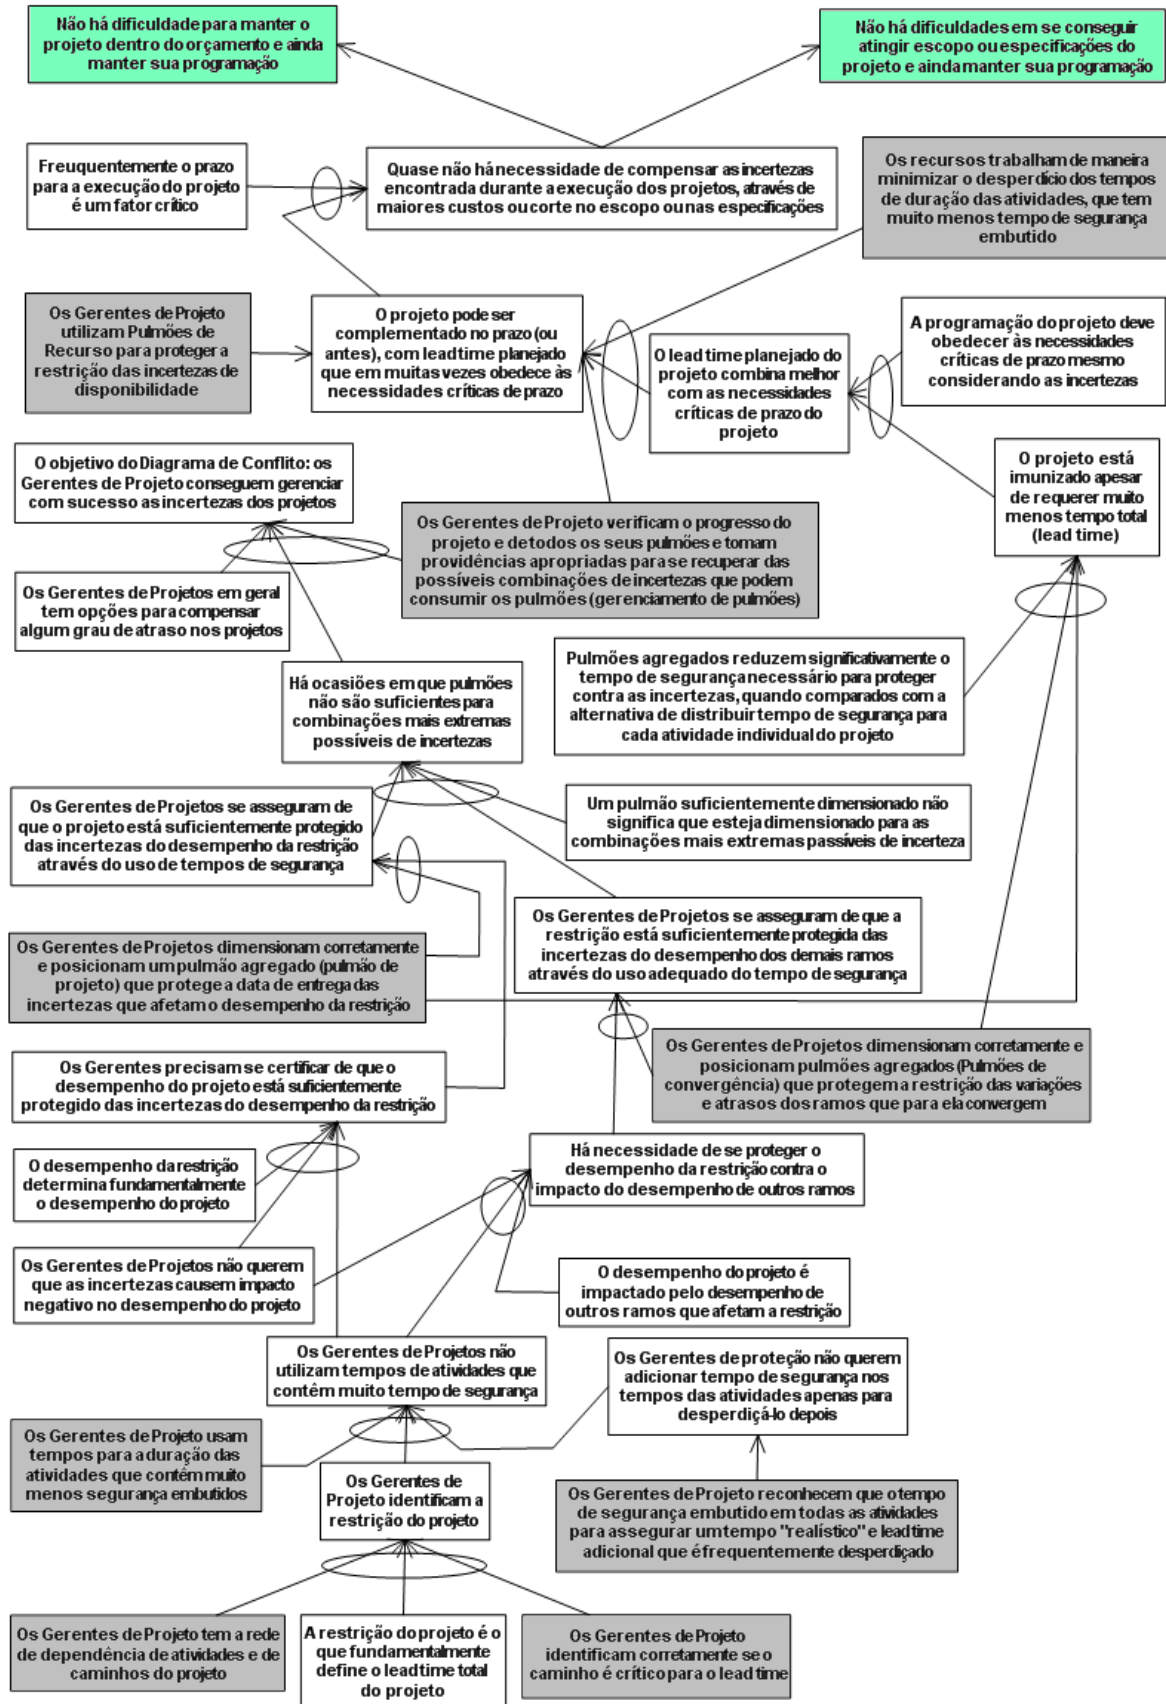 Não há dificuldade para manter o
projeto dentro do orçamento e ainda
manter sua programação
Não há dificuldades em se conseguir
atingir escopo ou especificações do
projeto e ainda manter sua programação
Freuquentemente o prazo
para a execução do projeto
é um fator crítico
Quase não há necessidade de compensar as incertezas
encontrada durante a execução dos projetos, através de
maiores custos ou corte no escopo ou nas especificações
Os recursos trabalham de maneira
minimizar o desperdício dos tempos
de duração das atividades, que tem
muito menos tempo de segurança
embutido
Os Gerentes de Projeto
utilizam Pulmões de
Recurso para proteger a
restrição das incertezas de
disponibilidade
O projeto pode ser
complementado no prazo (ou
antes), com lead time planejado
que em muitas vezes obedece às
necessidades críticas de prazo
O lead time planejado do
projeto combina melhor
com as necessidades
críticas de prazo do
projeto
A programação do projeto deve
obedecer às necessidades
críticas de prazo mesmo
considerando as incertezas
O objetivo do Diagrama de Conflito: os
Gerentes de Projeto conseguem gerenciar
com sucesso as incertezas dos projetos
O projeto está
imunizado apesar
de requerer muito
menos tempo total
(lead time)
Os Gerentes de Projeto verificam o progresso do
projeto e de todos os seus pulmões e tomam
providências apropriadas para se recuperar das
possíveis combinações de incertezas que podem
consumir os pulmões (gerenciamento de pulmões)
Os Gerentes de Projetos em geral
tem opções para compensar
algum grau de atraso nos projetos
Pulmões agregados reduzem significativamente o
tempo de segurança necessário para proteger
contra as incertezas, quando comparados com a
alternativa de distribuir tempo de segurança para
cada atividade individual do projeto
Há ocasiões em que pulmões
não são suficientes para
combinações mais extremas
possíveis de incertezas
Os Gerentes de Projetos se asseguram de
que o projeto está suficientemente protegido
das incertezas do desempenho da restrição
através do uso de tempos de segurança
Um pulmão suficientemente dimensionado não
significa que esteja dimensionado para as
combinações mais extremas passíveis de incerteza
Os Gerentes de Projetos se asseguram de que a
restrição está suficientemente protegida das
incertezas do desempenho dos demais ramos
através do uso adequado do tempo de segurança
Os Gerentes de Projetos dimensionam corretamente
e posicionam um pulmão agregado (pulmão de
projeto) que protege a data de entrega das
incertezas que afetam o desempenho da restrição
Os Gerentes de Projetos dimensionam corretamente e
posicionam pulmões agregados (Pulmões de
convergência) que protegem a restrição das variações
e atrasos dos ramos que para ela convergem
Os Gerentes precisam se certificar de que o
desempenho do projeto está suficientemente
protegido das incertezas do desempenho da restrição
Há necessidade de se proteger o
desempenho da restrição contra o
impacto do desempenho de outros ramos
O desempenho da restrição
determina fundamentalmente
o desempenho do projeto
Os Gerentes de Projetos não querem
que as incertezas causem impacto
negativo no desempenho do projeto
O desempenho do projeto é
impactado pelo desempenho de
outros ramos que afetam a restrição
Os Gerentes de Projetos não
utilizam tempos de atividades que
contêm muito tempo de segurança
Os Gerentes de proteção não querem
adicionar tempo de segurança nos
tempos das atividades apenas para
desperdiçá-lo depois
Os Gerentes de Projeto usam
tempos para a duração das
atividades que contêm muito
menos segurança embutidos
Os Gerentes de
Projeto identificam a
restrição do projeto
Os Gerentes de Projeto reconhecem que o tempo
de segurança embutido em todas as atividades
para assegurar um tempo "realístico" e lead time
adicional que é frequentemente desperdiçado
Os Gerentes de Projeto tem a rede
de dependência de atividades e de
caminhos do projeto
A restrição do projeto é o
que fundamentalmente
define o lead time total
do projeto
Os Gerentes de Projeto
identificam corretamente se o
caminho é crítico para o lead time